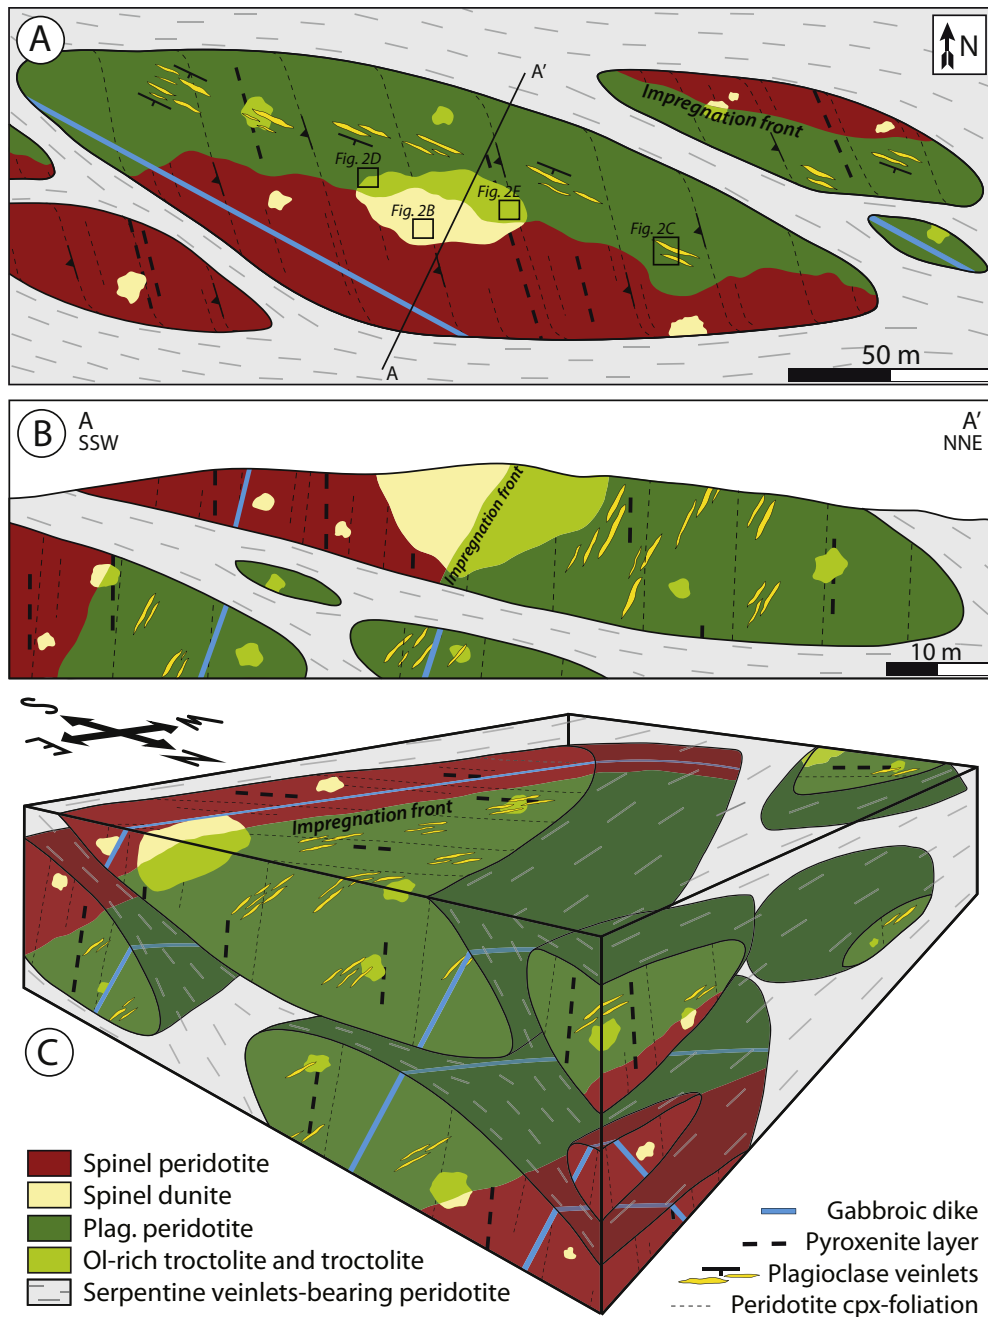 A
A'
N
Impregnation front
Fig. 2D
Fig. 2E
Fig. 2B
Fig. 2C
A
50 m
B
A
SSW
A'
NNE
Impregnation front
10 m
S
W
E
N
Impregnation front
C
Spinel peridotite
Spinel dunite
Plag. peridotite
Ol-rich troctolite and troctolite
Serpentine veinlets-bearing peridotite
Gabbroic dike
Pyroxenite layer
Plagioclase veinlets
Peridotite cpx-foliation